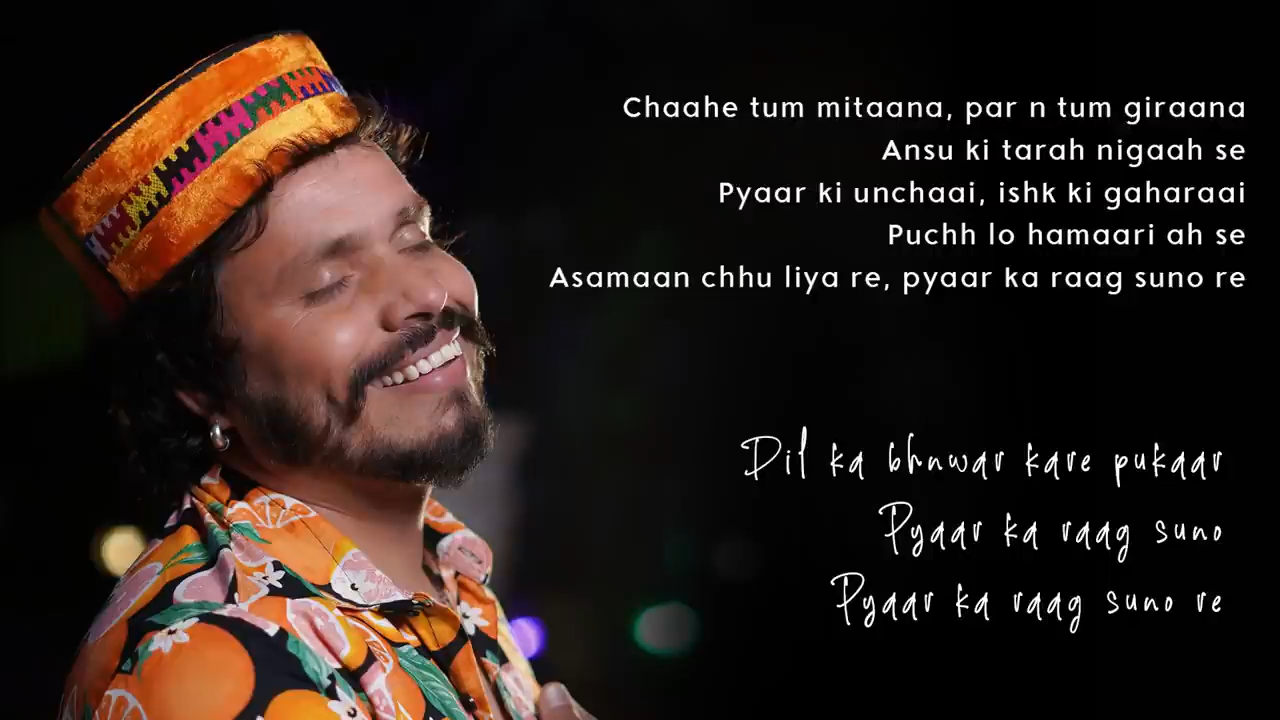 Chaahe tum mitaana, par n tum giraana
Ansu ki tarah nigaah se
Pyaar ki unchaai, ishk ki gaharaai
Puchh lo hamaari ah se
Asamaan chhu liya re, pyaar ka raag suno re
Dil ka bhnwar kare pukaar
Pyaar ka raag suno
Pyaar ka raag suno re